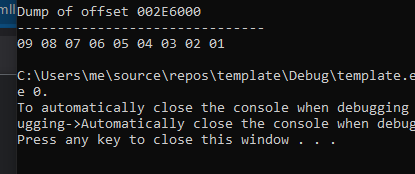 mll
Dump of offset 002E6000
-------------------------------
09 08 07 06 05 04 03 02 01
C:\Users\me\source\repos\template\Debug\template.e
e 0.
To automatically close the console when debugging
ugging->Automatically close the console when debug
Press any key to close this window . . .